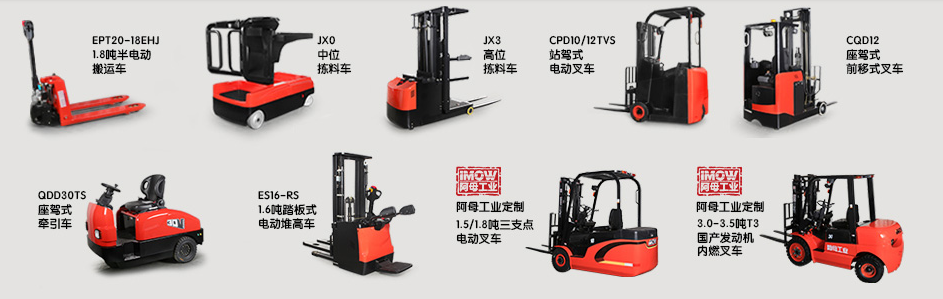 EPT20-18EHJ
1.8吨半电动
搬运车
JX0
中位
拣料车
JX3
高位
拣料车
CPD10/12TVS
站驾式
电动叉车
CQD12
座驾式
前移式叉车
QDD30TS
座驾式
牵引车
ES16-RS
1.6吨踏板式
电动堆高车
iMOW
阿母工业
阿母工业定制
1.5/1.8吨三支点
电动叉车
iMOW
阿母工业
阿母工业定制
3.0-3.5吨T3
国产发动机
内燃叉车
阿母工业